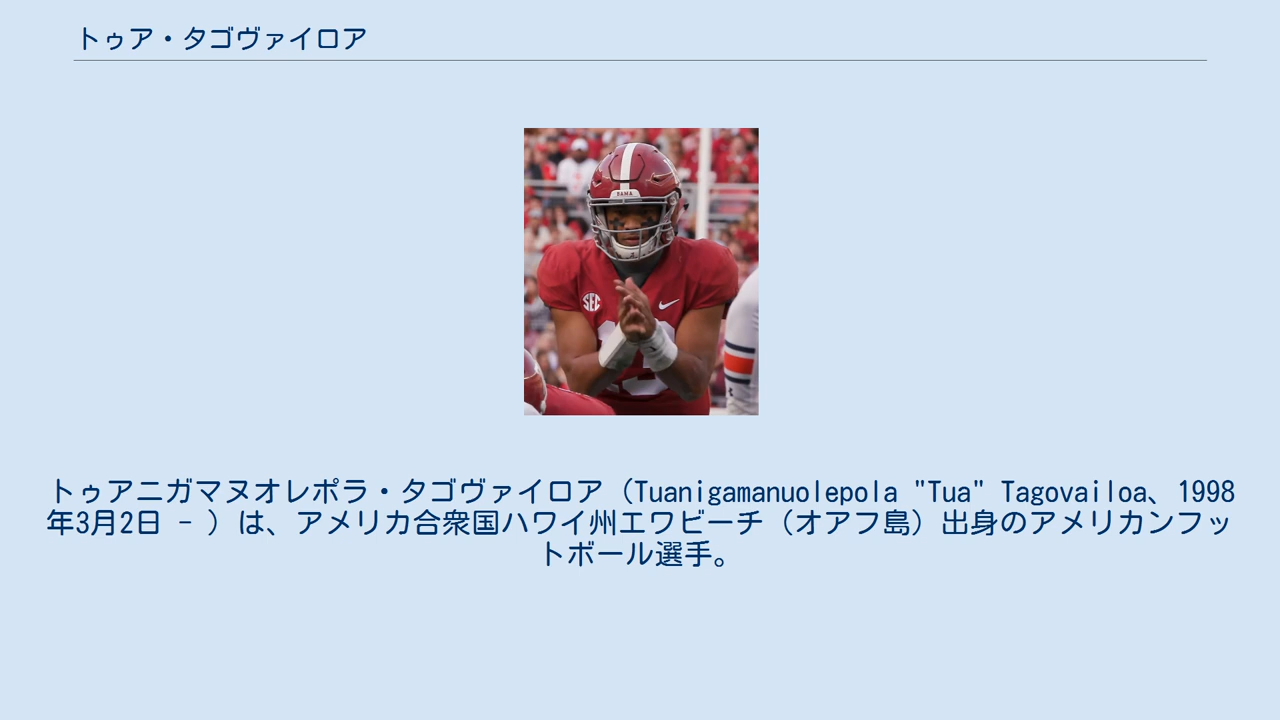 トゥア・タゴヴァイロア
BAMA
SEC
トゥアニガマヌオレポラ・タゴヴァイロア（Tuanigamanuolepola "Tua" Tagovailoa、1998
年3月2日 - ）は、アメリカ合衆国ハワイ州エワビーチ（オアフ島）出身のアメリカンフッ
トボール選手。